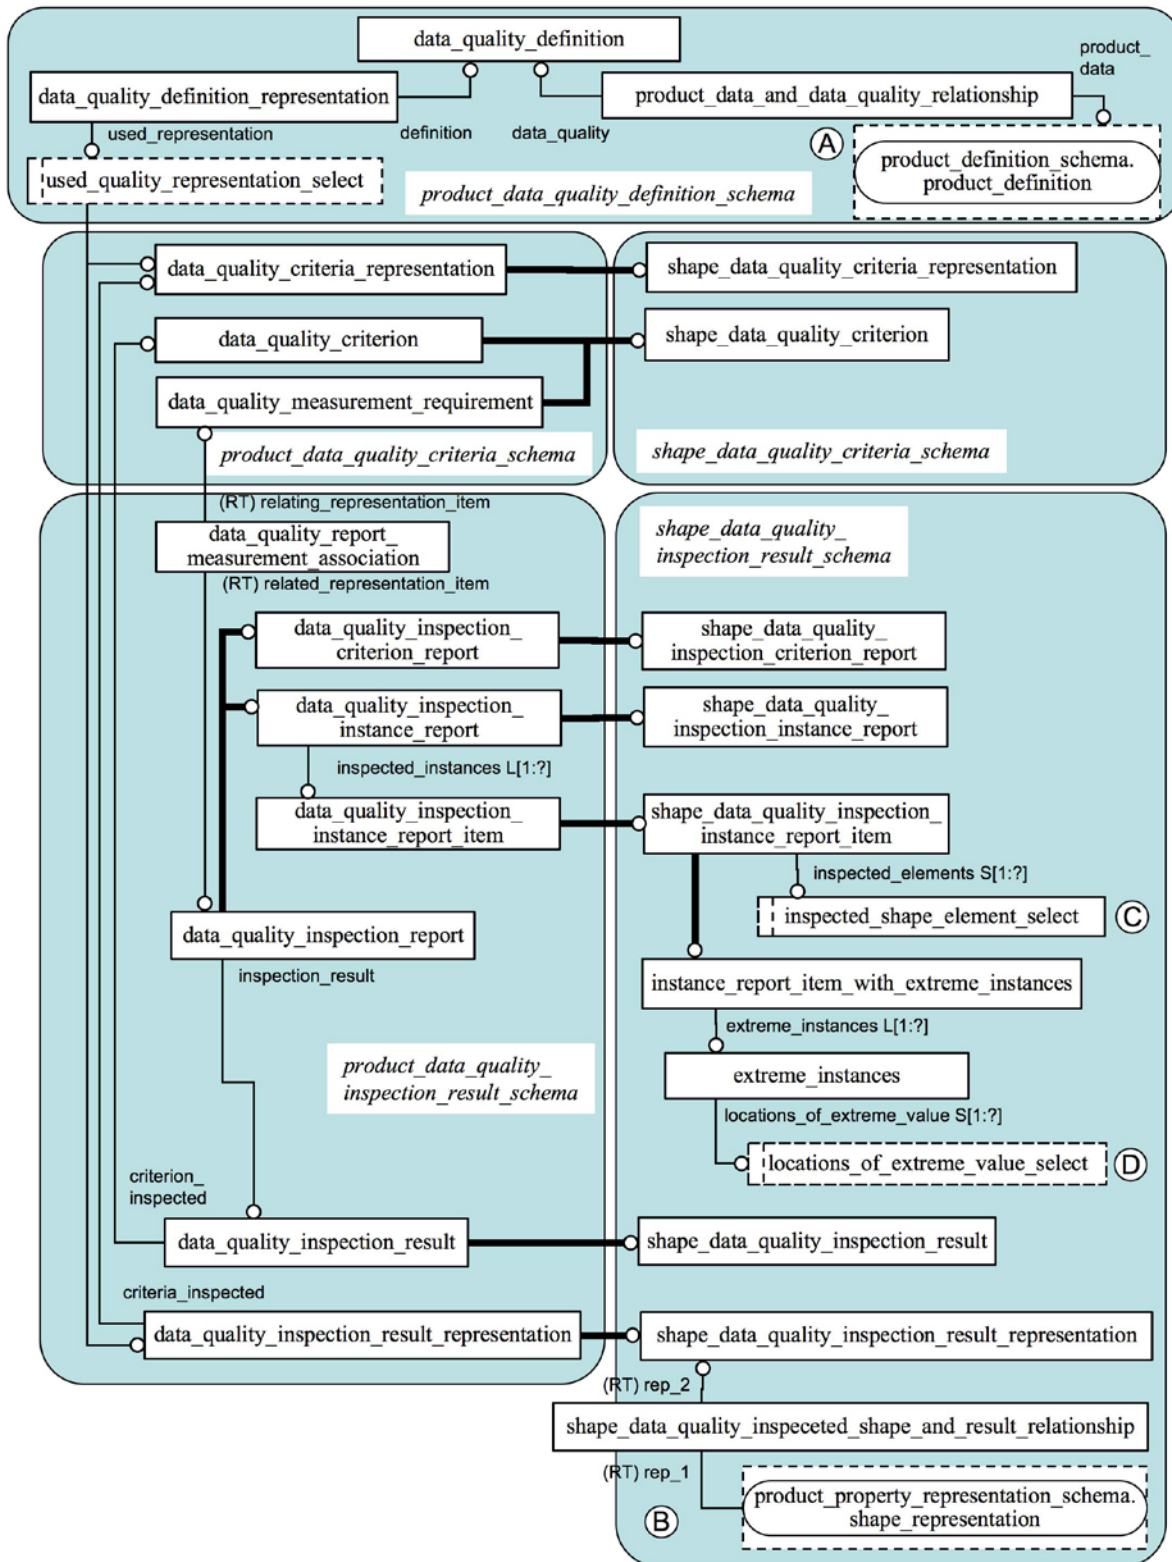 data_quality_definition
product_
data
data_quality_definition_representation
product_data_and_data_quality_relationship
used_representation
definition
data_quality
A
product_definition_schema.
product_definition
used_quality_representation_select
product_data_quality_definition_schema
data_quality_criteria_representation
shape_data_quality_criteria_representation
data_quality_criterion
shape_data_quality_criterion
data_quality_measurement_requirement
product_data_quality_criteria_schema
shape_data_quality_criteria_schema
(RT) relating_representation_item
data_quality_report_
measurement_association
(RT) related_representation_item
shape_data_quality_
inspection_result_schema
data_quality_inspection_
criterion_report
shape_data_quality_
inspection_criterion_report
data_quality_inspection_
instance_report
shape_data_quality_
inspection_instance_report
inspected_instances L[1:?]
data_quality_inspection_
instance_report_item
shape_data_quality_inspection_
instance_report_item
inspected_elements S[1:?]
inspected_shape_element_select
C
data_quality_inspection_report
inspection_result
instance_report_item_with_extreme_instances
extreme_instances L[1:?]
product_data_quality_
inspection_result_schema
extreme_instances
locations_of_extreme_value S[1:?]
locations_of_extreme_value_select
D
criterion_
inspected
data_quality_inspection_result
shape_data_quality_inspection_result
criteria_inspected
data_quality_inspection_result_representation
shape_data_quality_inspection_result_representation
(RT) rep_2
shape_data_quality_inspeceted_shape_and_result_relationship
(RT) rep_1
product_property_representation_schema.
shape_representation
B